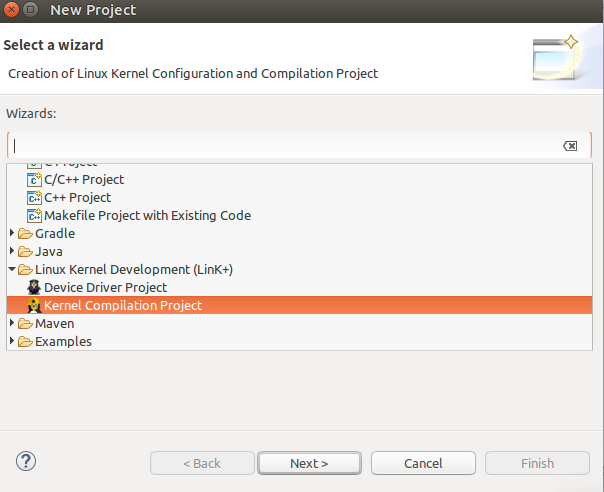 New Project
Select a wizard
Creation of Linux Kernel Configuration and Compilation Project
Wizards:
C Project
C/C++ Project
C++ Project
Makefile Project with Existing Code
Gradle
Java
Linux Kernel Development (LinK+)
Device Driver Project
Kernel Compilation Project
Maven
Examples
< Back
Next >
Cancel
Finish